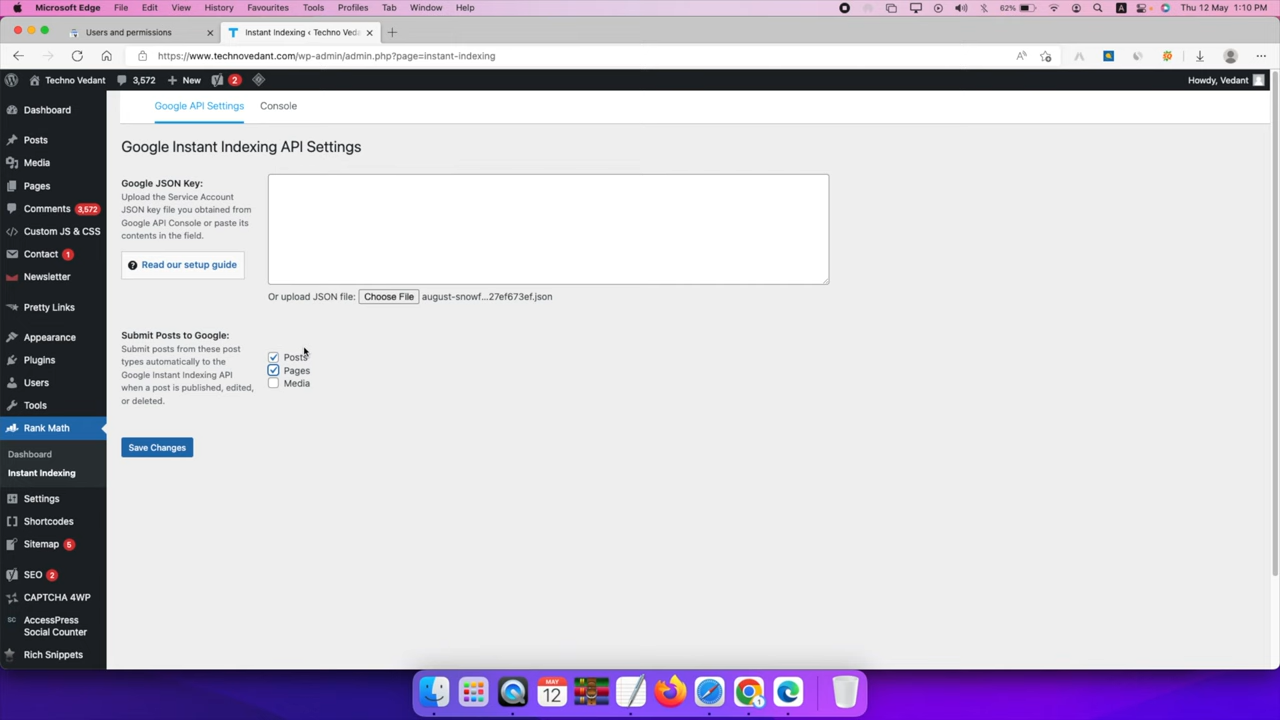 Microsoft Edge File Edit View History Favourites Tools Profiles Tab Window Help 62% A Thu 12 May 1:10 PM
Users and permissions Instant Indexing ‹ Techno Ved
https://www.technovedant.com/wp-admin/admin.php?page=instant-indexing
Techno Vedant 3,572 New 2 Howdy, Vedant
Google API Settings Console
Google Instant Indexing API Settings
Google JSON Key:
Upload the Service Account
JSON key file you obtained from
Google API Console or paste its
contents in the field.
Read our setup guide
Or upload JSON file: Choose File august-snowf...27ef673ef.json
Submit Posts to Google:
Submit posts from these post
types automatically to the
Google Instant Indexing API
when a post is published, edited,
or deleted.
Posts
Pages
Media
Save Changes
Dashboard
Posts
Media
Pages
Comments 3,572
Custom JS & CSS
Contact 1
Newsletter
Pretty Links
Appearance
Plugins
Users
Tools
Rank Math
Dashboard
Instant Indexing
Settings
Shortcodes
Sitemap 5
SEO 2
CAPTCHA 4WP
SC AccessPress
Social Counter
Rich Snippets
MAY
12
1